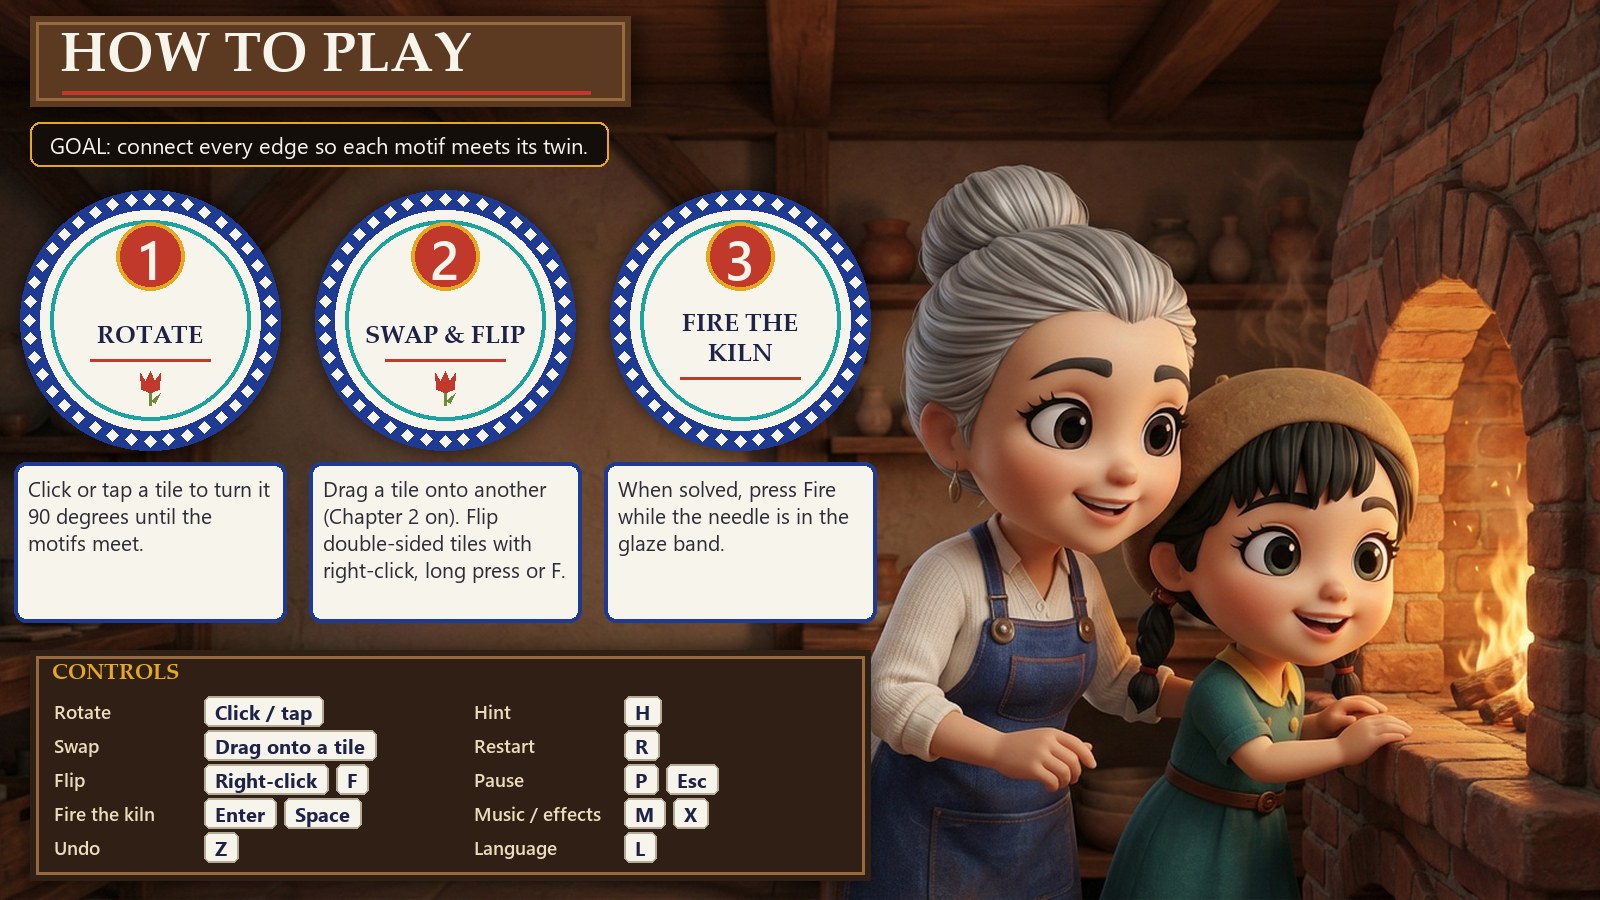 HOW TO PLAY
GOAL: connect every edge so each motif meets its twin.
1
ROTATE
Click or tap a tile to turn it
90 degrees until the
motifs meet.
2
SWAP & FLIP
Drag a tile onto another
(Chapter 2 on). Flip
double-sided tiles with
right-click, long press or F.
3
FIRE THE
KILN
When solved, press Fire
while the needle is in the
glaze band.
CONTROLS
Rotate Click / tap
Swap Drag onto a tile
Flip Right-click F
Fire the kiln Enter Space
Undo Z
Hint H
Restart R
Pause P Esc
Music / effects M X
Language L